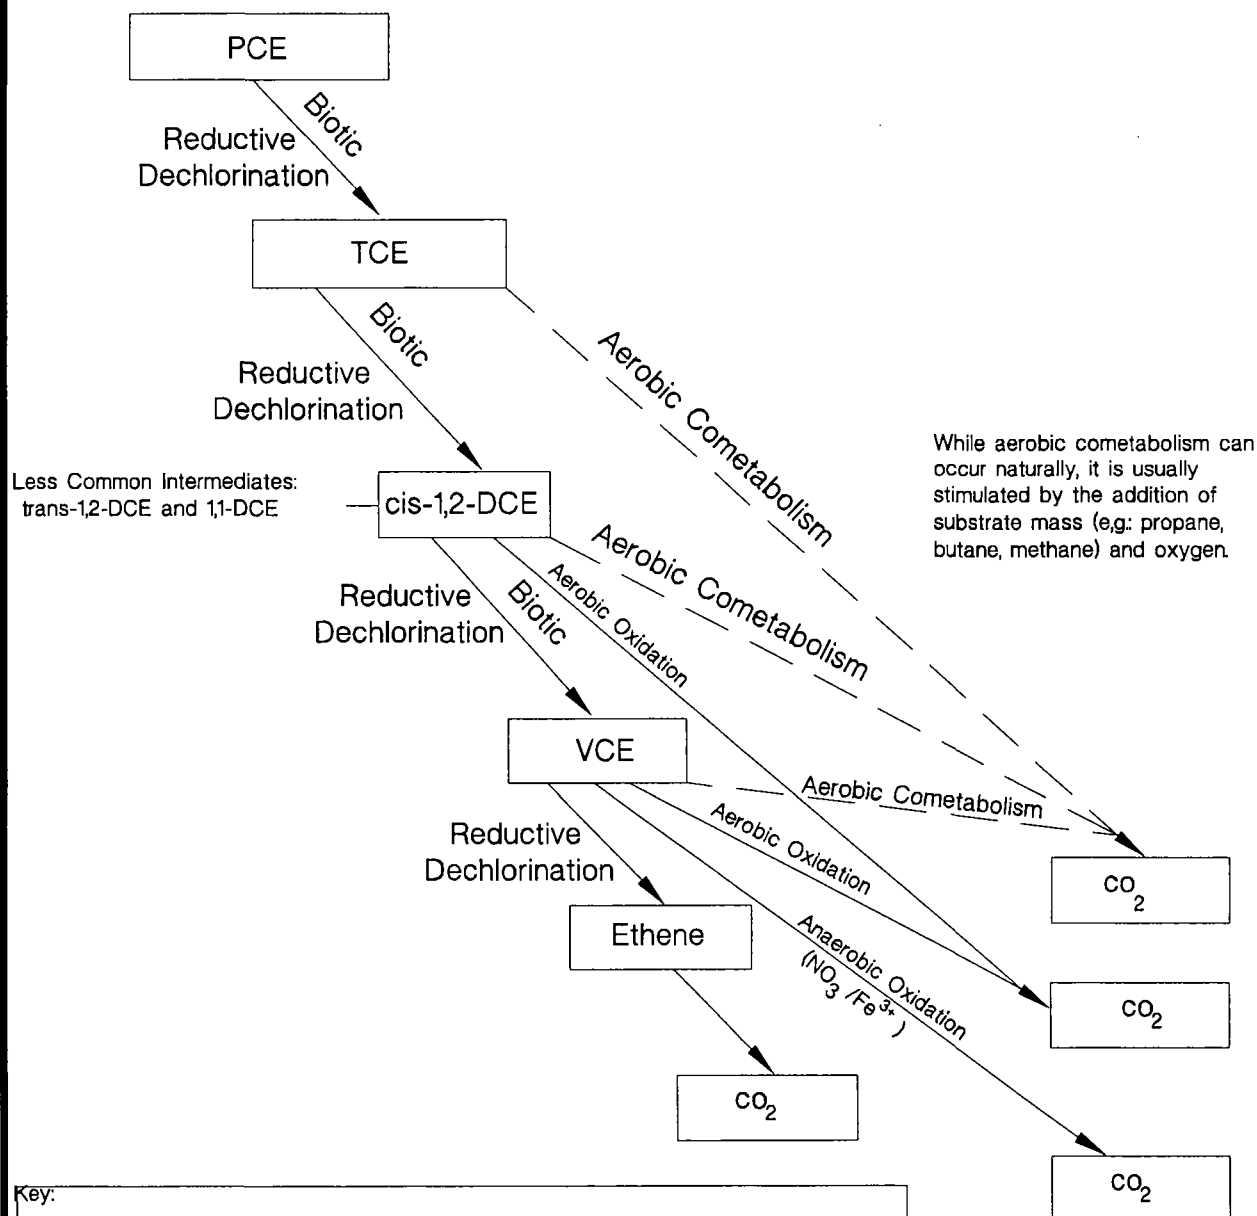 PCE
Biotic
Reductive
Dechlorination
TCE
Biotic
Reductive
Dechlorination
Aerobic Cometabolism
While aerobic cometabolism can
occur naturally, it is usually
stimulated by the addition of
substrate mass (e,g.: propane,
butane, methane) and oxygen.
Less Common Intermediates:
trans-1,2-DCE and 1,1-DCE
cis-1,2-DCE
Aerobic Cometabolism
Aerobic Oxidation
Reductive
Dechlorination
Biotic
VCE
Aerobic Cometabolism
Aerobic Oxidation
Reductive
Dechlorination
CO2
Ethene
Anaerobic Oxidation
(NO3 /Fe3+ )
CO2
CO2
CO2
Key: